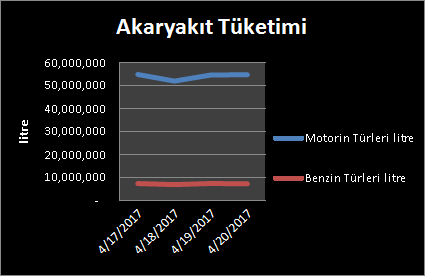 Akaryakıt Tüketimi
litre
60,000,000
50,000,000
40,000,000
30,000,000
20,000,000
10,000,000
-
4/17/2017
4/18/2017
4/19/2017
4/20/2017
Motorin Türleri litre
Benzin Türleri litre